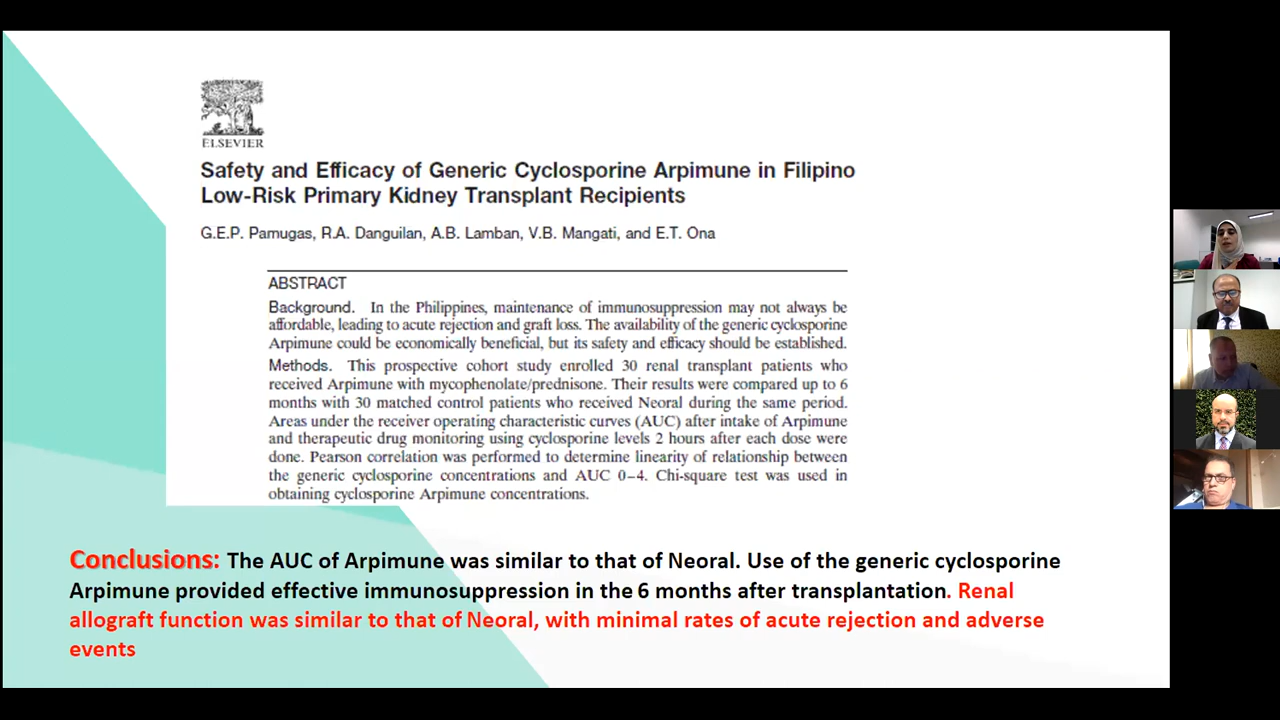 ELSEVIER
Safety and Efficacy of Generic Cyclosporine Arpimune in Filipino
Low-Risk Primary Kidney Transplant Recipients
G.E.P. Pamugas, R.A. Danguilan, A.B. Lamban, V.B. Mangati, and E.T. Ona
ABSTRACT
Background. In the Philippines, maintenance of immunosuppression may not always be
affordable, leading to acute rejection and graft loss. The availability of the generic cyclosporine
Arpimune could be economically beneficial, but its safety and efficacy should be established.
Methods. This prospective cohort study enrolled 30 renal transplant patients who
received Arpimune with mycophenolate/prednisone. Their results were compared up to 6
months with 30 matched control patients who received Neoral during the same period.
Areas under the receiver operating characteristic curves (AUC) after intake of Arpimune
and therapeutic drug monitoring using cyclosporine levels 2 hours after each dose were
done. Pearson correlation was performed to determine linearity of relationship between
the generic cyclosporine concentrations and AUC 0–4. Chi-square test was used in
obtaining cyclosporine Arpimune concentrations.
Conclusions: The AUC of Arpimune was similar to that of Neoral. Use of the generic cyclosporine
Arpimune provided effective immunosuppression in the 6 months after transplantation. Renal
allograft function was similar to that of Neoral, with minimal rates of acute rejection and adverse
events